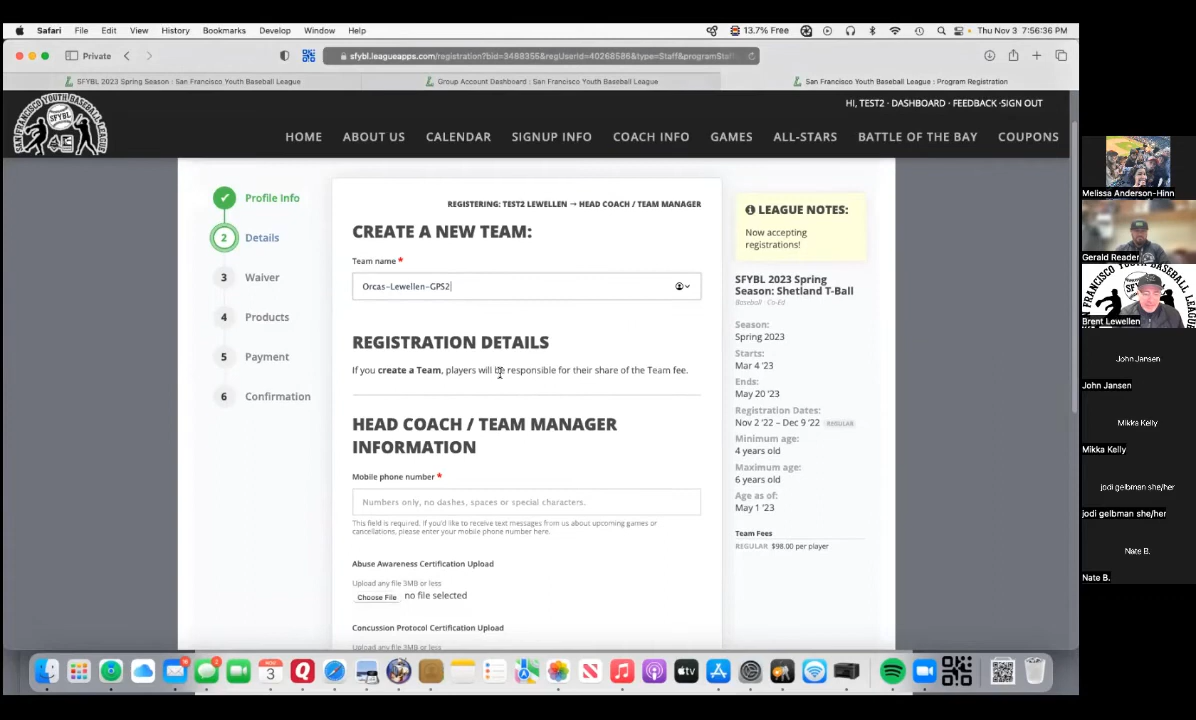 Safari File Edit View History Bookmarks Develop Window Help 13.7% Free Thu Nov 3 7:56:36 PM
Private sfybl.leagueapps.com/registration?bid=3488355&regUserId=40268586&type=Staff&programSta
SFYBL 2023 Spring Season : San Francisco Youth Baseball League Group Account Dashboard : San Francisco Youth Baseball League San Francisco Youth Baseball League : Program Registration
HI, TEST2 · DASHBOARD · FEEDBACK · SIGN OUT
SFYBL
HOME ABOUT US CALENDAR SIGNUP INFO COACH INFO GAMES ALL-STARS BATTLE OF THE BAY COUPONS
Profile Info
2 Details
3 Waiver
4 Products
5 Payment
6 Confirmation
REGISTERING: TEST2 LEWELLEN → HEAD COACH / TEAM MANAGER
CREATE A NEW TEAM:
Team name *
Orcas-Lewellen-GPS2
REGISTRATION DETAILS
If you create a Team, players will be responsible for their share of the Team fee.
HEAD COACH / TEAM MANAGER
INFORMATION
Mobile phone number *
Numbers only, no dashes, spaces or special characters.
This field is required. If you'd like to receive text messages from us about upcoming games or
cancellations, please enter your mobile phone number here.
Abuse Awareness Certification Upload
Upload any file 3MB or less
Choose File no file selected
Concussion Protocol Certification Upload
Upload any file 3MB or less
LEAGUE NOTES:
Now accepting
registrations!
SFYBL 2023 Spring
Season: Shetland T-Ball
Baseball · Co-Ed
Season:
Spring 2023
Starts:
Mar 4 '23
Ends:
May 20 '23
Registration Dates:
Nov 2 '22 – Dec 9 '22 REGULAR
Minimum age:
4 years old
Maximum age:
6 years old
Age as of:
May 1 '23
Team Fees
REGULAR $98.00 per player
Melissa Anderson-Hinn
Gerald Reader
Brent Lewellen
John Jansen
John Jansen
Mikka Kelly
Mikka Kelly
jodi gelbman she/her
jodi gelbman she/her
Nate B.
Nate B.
NOV
3
tv